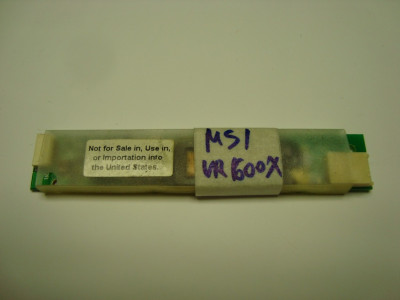 Not for Sale in, Use in,
or Importation into
the United States.
MSI
VR600X